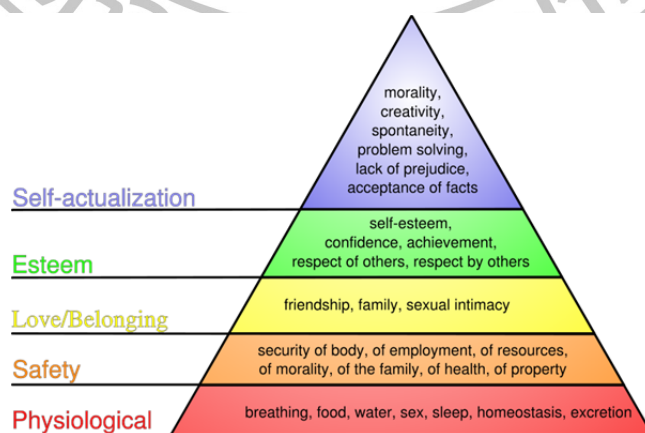 morality,
creativity,
spontaneity,
problem solving,
lack of prejudice,
acceptance of facts
Self-actualization
self-esteem,
confidence, achievement,
respect of others, respect by others
Esteem
friendship, family, sexual intimacy
Love/Belonging
security of body, of employment, of resources,
of morality, of the family, of health, of property
Safety
breathing, food, water, sex, sleep, homeostasis, excretion
Physiological